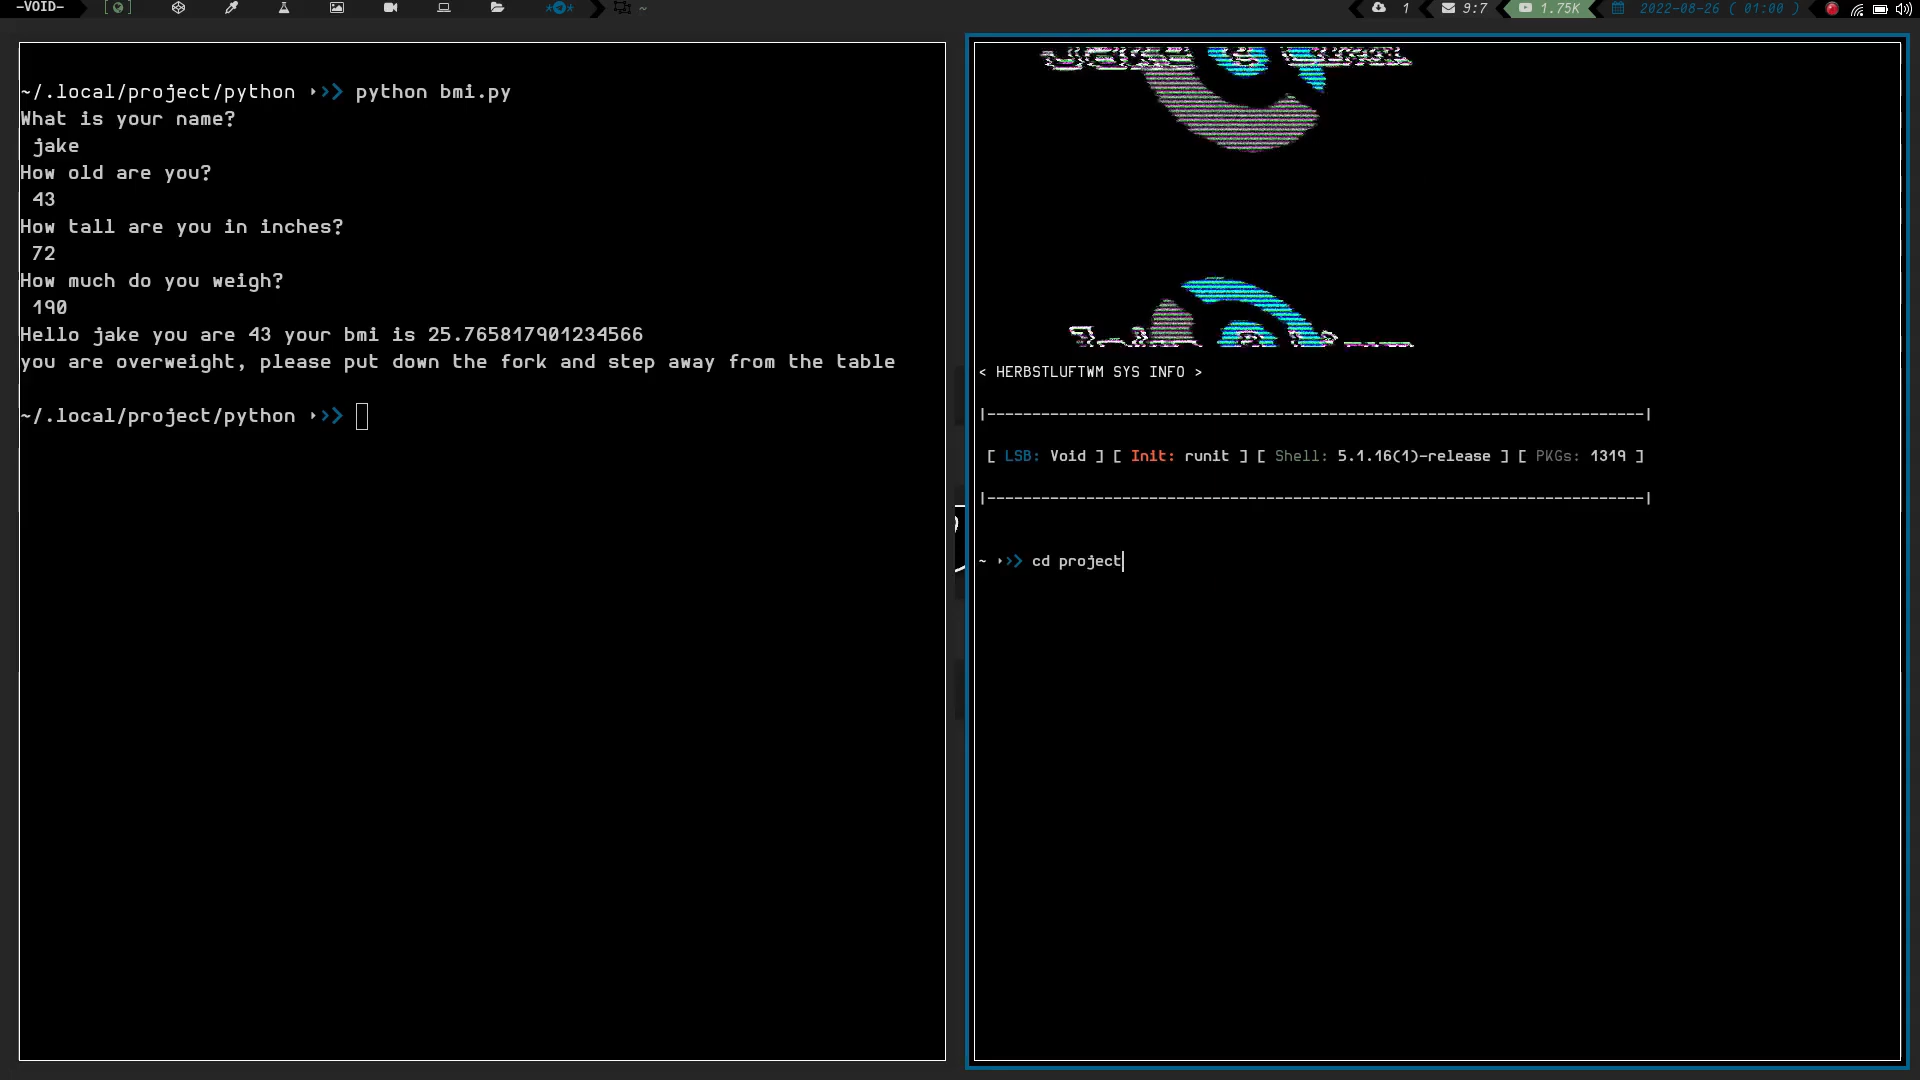 -VOID-
~
1
9:7
1.75K
2022-08-26 ( 01:00 )
~/.local/project/python python bmi.py
What is your name?
jake
How old are you?
43
How tall are you in inches?
72
How much do you weigh?
190
Hello jake you are 43 your bmi is 25.765817901234566
you are overweight, please put down the fork and step away from the table
~/.local/project/python
< HERBSTLUFTWM SYS INFO >
|-------------------------------------------------------------------------|
[ LSB: Void ] [ Init: runit ] [ Shell: 5.1.16(1)-release ] [ PKGs: 1319 ]
|-------------------------------------------------------------------------|
~ cd project